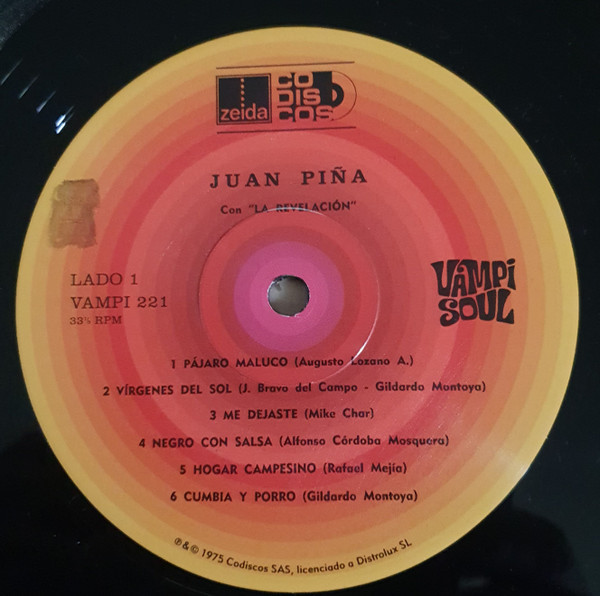 zeida
CO
DIS
COS
JUAN PIÑA
Con "LA REVELACIÓN"
LADO 1
VAMPI 221
33⅓ RPM
VAMPI
SOUL
1 PÁJARO MALUCO (Augusto Lozano A.)
2 VÍRGENES DEL SOL (J. Bravo del Campo - Gildardo Montoya)
3 ME DEJASTE (Mike Char)
4 NEGRO CON SALSA (Alfonso Córdoba Mosquera)
5 HOGAR CAMPESINO (Rafael Mejía)
6 CUMBIA Y PORRO (Gildardo Montoya)
℗&© 1975 Codiscos SAS, licenciado a Distrolux SL